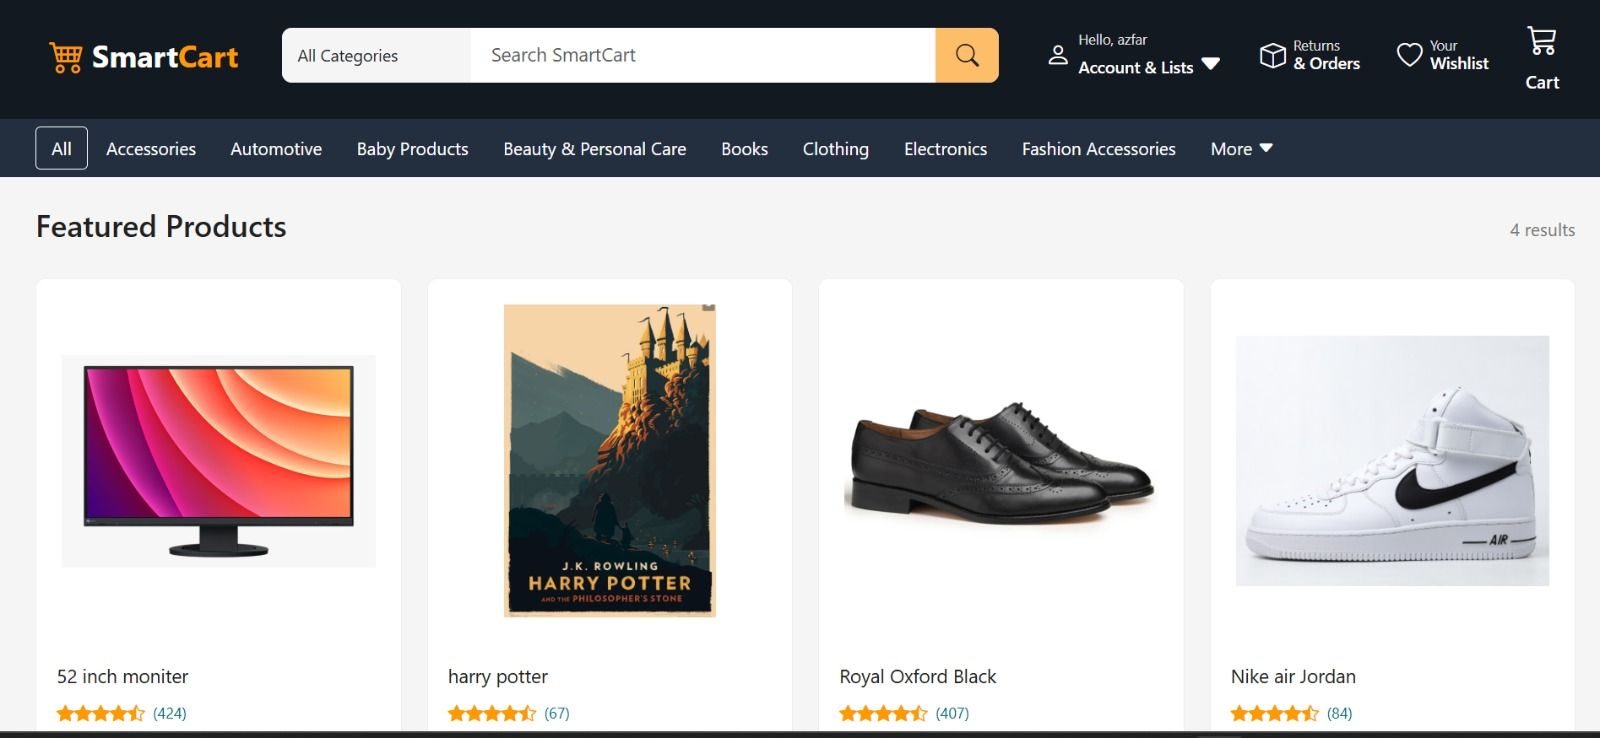 SmartCart
All Categories
Search SmartCart
Hello, azfar
Account & Lists
Returns
& Orders
Your
Wishlist
Cart
All
Accessories
Automotive
Baby Products
Beauty & Personal Care
Books
Clothing
Electronics
Fashion Accessories
More
Featured Products
4 results
J.K. ROWLING
HARRY POTTER
AND THE PHILOSOPHER'S STONE
AIR
52 inch moniter
harry potter
Royal Oxford Black
Nike air Jordan
(424)
(67)
(407)
(84)